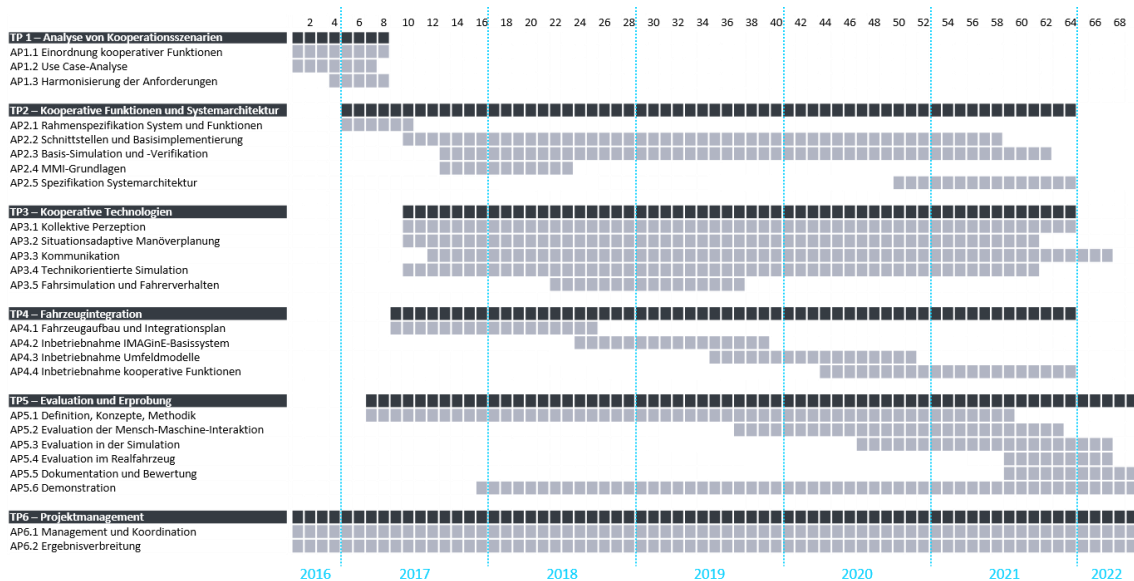 2 4 6 8 10 12 14 16 18 20 22 24 26 28 30 32 34 36 38 40 42 44 46 48 50 52 54 56 58 60 62 64 66 68
TP 1 – Analyse von Kooperationsszenarien
AP1.1 Einordnung kooperativer Funktionen
AP1.2 Use Case-Analyse
AP1.3 Harmonisierung der Anforderungen
TP2 – Kooperative Funktionen und Systemarchitektur
AP2.1 Rahmenspezifikation System und Funktionen
AP2.2 Schnittstellen und Basisimplementierung
AP2.3 Basis-Simulation und -Verifikation
AP2.4 MMI-Grundlagen
AP2.5 Spezifikation Systemarchitektur
TP3 – Kooperative Technologien
AP3.1 Kollektive Perzeption
AP3.2 Situationsadaptive Manöverplanung
AP3.3 Kommunikation
AP3.4 Technikorientierte Simulation
AP3.5 Fahrsimulation und Fahrerverhalten
TP4 – Fahrzeugintegration
AP4.1 Fahrzeugaufbau und Integrationsplan
AP4.2 Inbetriebnahme IMAGinE-Basissystem
AP4.3 Inbetriebnahme Umfeldmodelle
AP4.4 Inbetriebnahme kooperative Funktionen
TP5 – Evaluation und Erprobung
AP5.1 Definition, Konzepte, Methodik
AP5.2 Evaluation der Mensch-Maschine-Interaktion
AP5.3 Evaluation in der Simulation
AP5.4 Evaluation im Realfahrzeug
AP5.5 Dokumentation und Bewertung
AP5.6 Demonstration
TP6 – Projektmanagement
AP6.1 Management und Koordination
AP6.2 Ergebnisverbreitung
2016 2017 2018 2019 2020 2021 2022